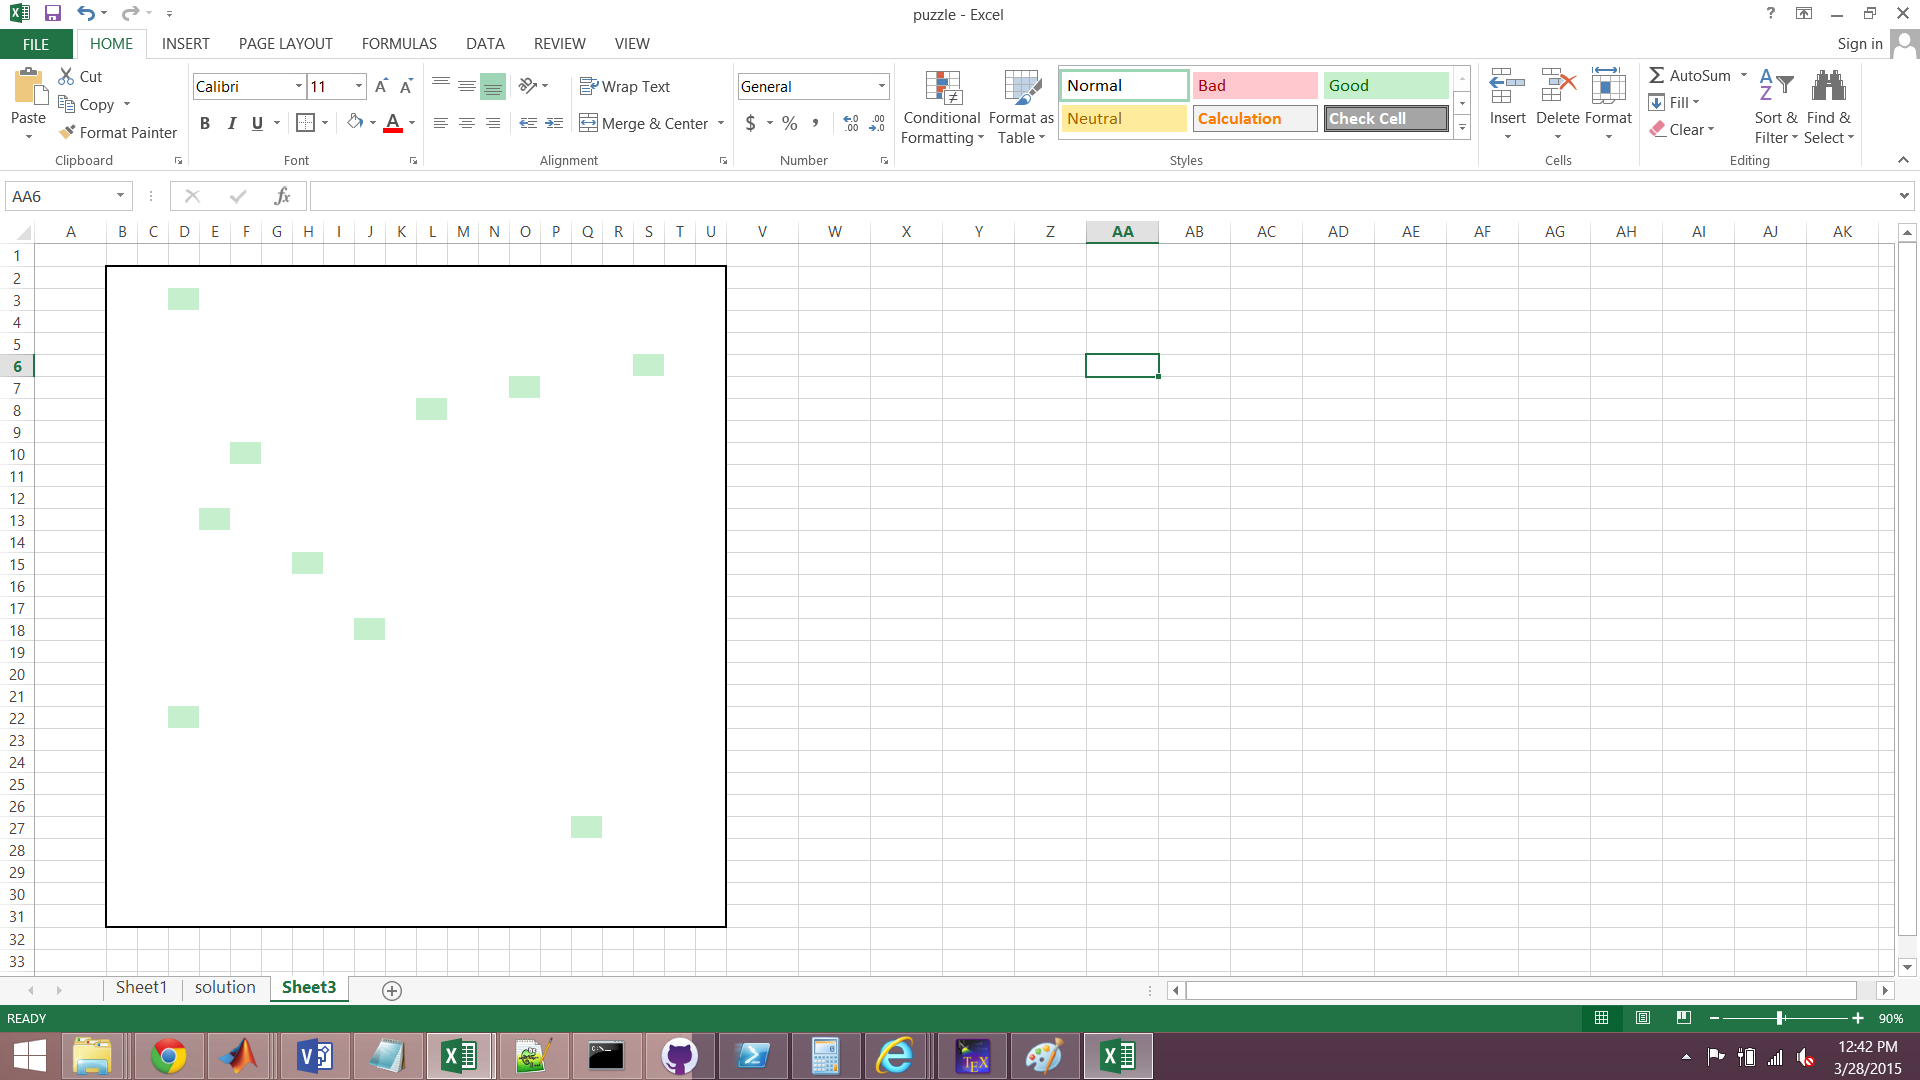 puzzle - Excel
FILE HOME INSERT PAGE LAYOUT FORMULAS DATA REVIEW VIEW Sign in
Paste Cut Copy Format Painter
Clipboard
Calibri 11
B I U A
Font
Wrap Text
Merge & Center
Alignment
General
$ % ,
Number
Conditional Formatting Format as Table
Normal Bad Good
Neutral Calculation Check Cell
Styles
Insert Delete Format
Cells
AutoSum
Fill
Clear
Sort & Filter Find & Select
Editing
AA6 fx
A B C D E F G H I J K L M N O P Q R S T U V W X Y Z AA AB AC AD AE AF AG AH AI AJ AK
1
2
3
4
5
6
7
8
9
10
11
12
13
14
15
16
17
18
19
20
21
22
23
24
25
26
27
28
29
30
31
32
33
Sheet1 solution Sheet3
READY 90%
12:42 PM
3/28/2015